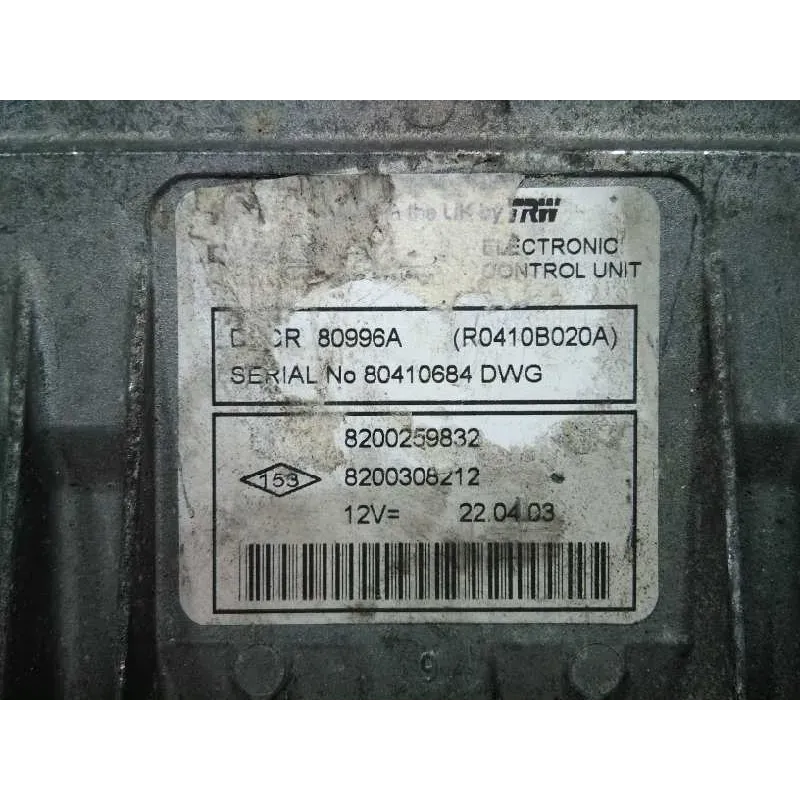 the UK by TRW
ELECTRONIC
CONTROL UNIT
80996A (R0410B020A)
SERIAL No 80410684 DWG
8200259832
153 8200308212
12V= 22.04.03
9